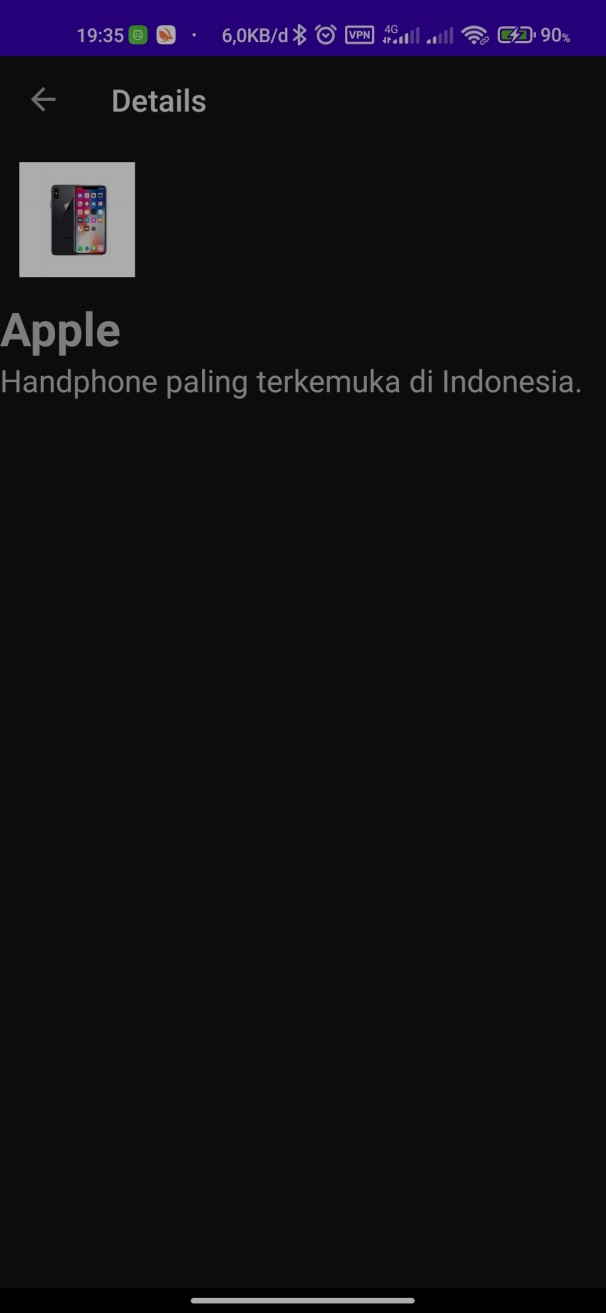 19:35 6,0KB/d VPN 4G 90%
Details
Apple
Handphone paling terkemuka di Indonesia.